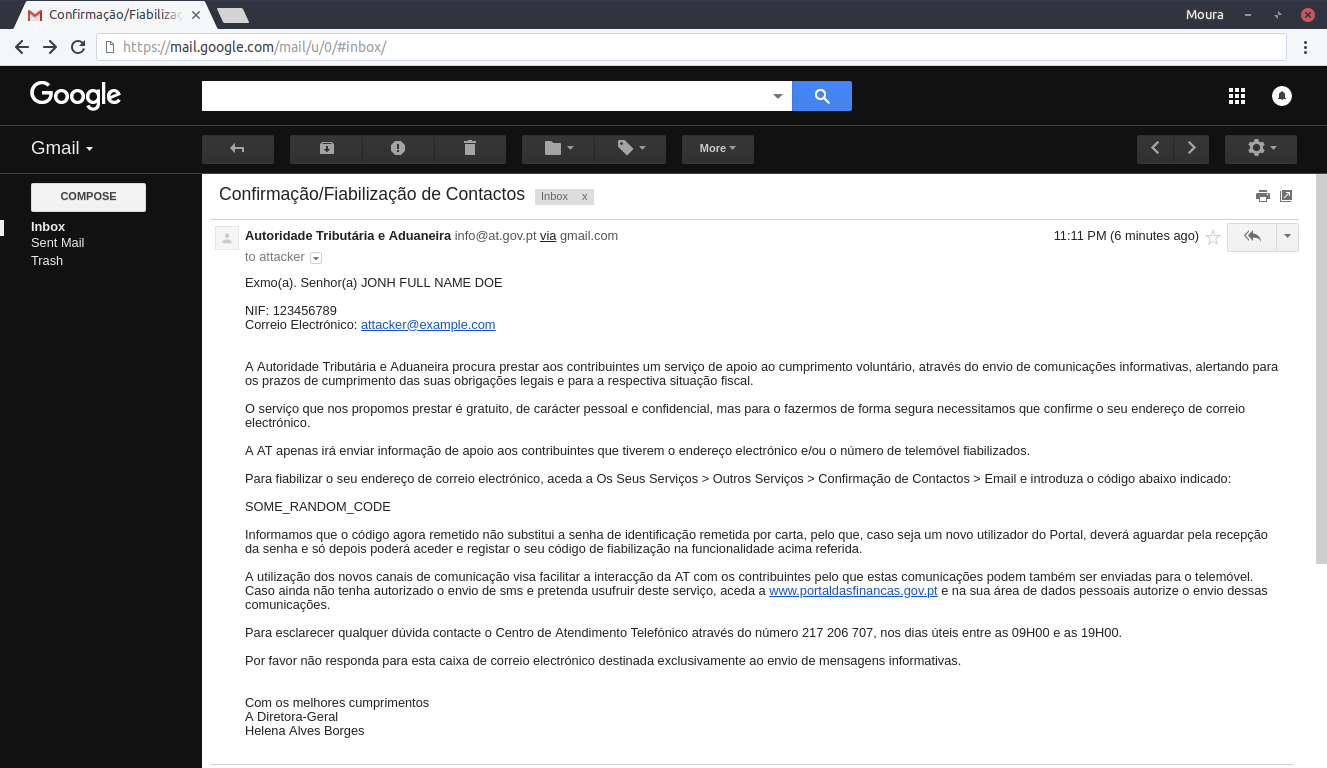 Confirmação/Fiabilizaç
Moura
https://mail.google.com/mail/u/0/#inbox/
Google
Gmail
More
COMPOSE
Inbox
Sent Mail
Trash
Confirmação/Fiabilização de Contactos Inbox x
Autoridade Tributária e Aduaneira info@at.gov.pt via gmail.com 11:11 PM (6 minutes ago)
to attacker
Exmo(a). Senhor(a) JONH FULL NAME DOE
NIF: 123456789
Correio Electrónico: attacker@example.com
A Autoridade Tributária e Aduaneira procura prestar aos contribuintes um serviço de apoio ao cumprimento voluntário, através do envio de comunicações informativas, alertando para
os prazos de cumprimento das suas obrigações legais e para a respectiva situação fiscal.
O serviço que nos propomos prestar é gratuito, de carácter pessoal e confidencial, mas para o fazermos de forma segura necessitamos que confirme o seu endereço de correio
electrónico.
A AT apenas irá enviar informação de apoio aos contribuintes que tiverem o endereço electrónico e/ou o número de telemóvel fiabilizados.
Para fiabilizar o seu endereço de correio electrónico, aceda a Os Seus Serviços > Outros Serviços > Confirmação de Contactos > Email e introduza o código abaixo indicado:
SOME_RANDOM_CODE
Informamos que o código agora remetido não substitui a senha de identificação remetida por carta, pelo que, caso seja um novo utilizador do Portal, deverá aguardar pela recepção
da senha e só depois poderá aceder e registar o seu código de fiabilização na funcionalidade acima referida.
A utilização dos novos canais de comunicação visa facilitar a interacção da AT com os contribuintes pelo que estas comunicações podem também ser enviadas para o telemóvel.
Caso ainda não tenha autorizado o envio de sms e pretenda usufruir deste serviço, aceda a www.portaldasfinancas.gov.pt e na sua área de dados pessoais autorize o envio dessas
comunicações.
Para esclarecer qualquer dúvida contacte o Centro de Atendimento Telefónico através do número 217 206 707, nos dias úteis entre as 09H00 e as 19H00.
Por favor não responda para esta caixa de correio electrónico destinada exclusivamente ao envio de mensagens informativas.
Com os melhores cumprimentos
A Diretora-Geral
Helena Alves Borges